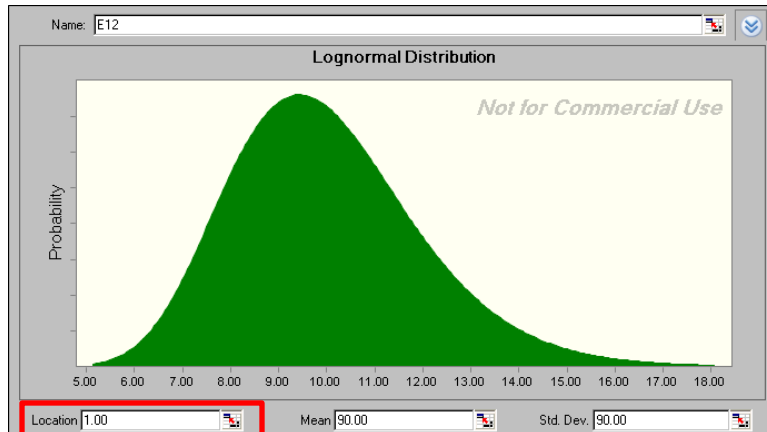 Name: E12
Lognormal Distribution
Not for Commercial Use
Probability
5.00 6.00 7.00 8.00 9.00 10.00 11.00 12.00 13.00 14.00 15.00 16.00 17.00 18.00
Location 1.00 Mean 90.00 Std. Dev. 90.00